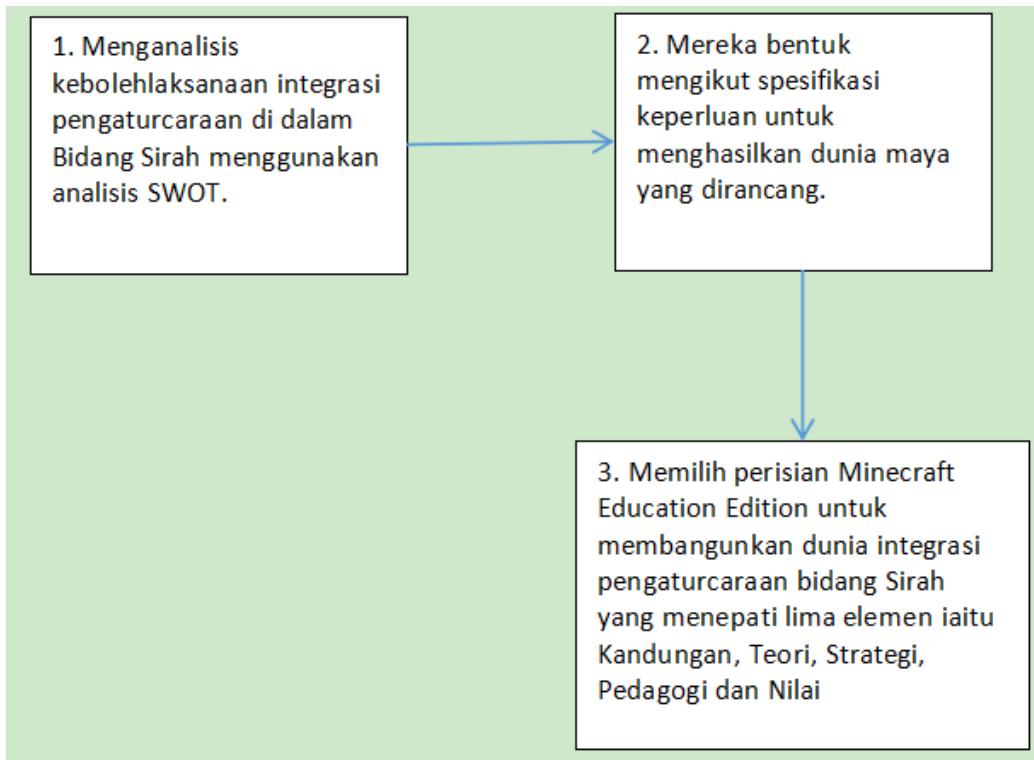 1. Menganalisis
kebolehlaksanaan integrasi
pengaturcaraan di dalam
Bidang Sirah menggunakan
analisis SWOT.
2. Mereka bentuk
mengikut spesifikasi
keperluan untuk
menghasilkan dunia maya
yang dirancang.
3. Memilih perisian Minecraft
Education Edition untuk
membangunkan dunia integrasi
pengaturcaraan bidang Sirah
yang menepati lima elemen iaitu
Kandungan, Teori, Strategi,
Pedagogi dan Nilai